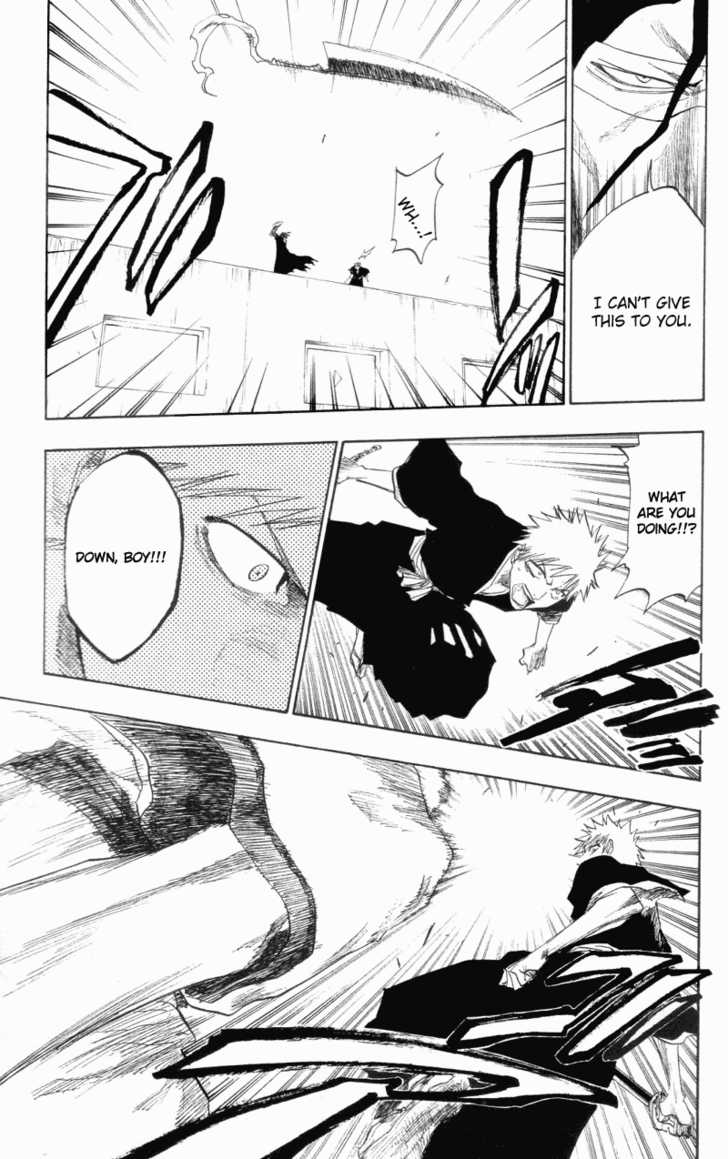 I CAN'T GIVE
THIS TO YOU.
WH...!
WHAT
ARE YOU
DOING!!?
DOWN, BOY!!!